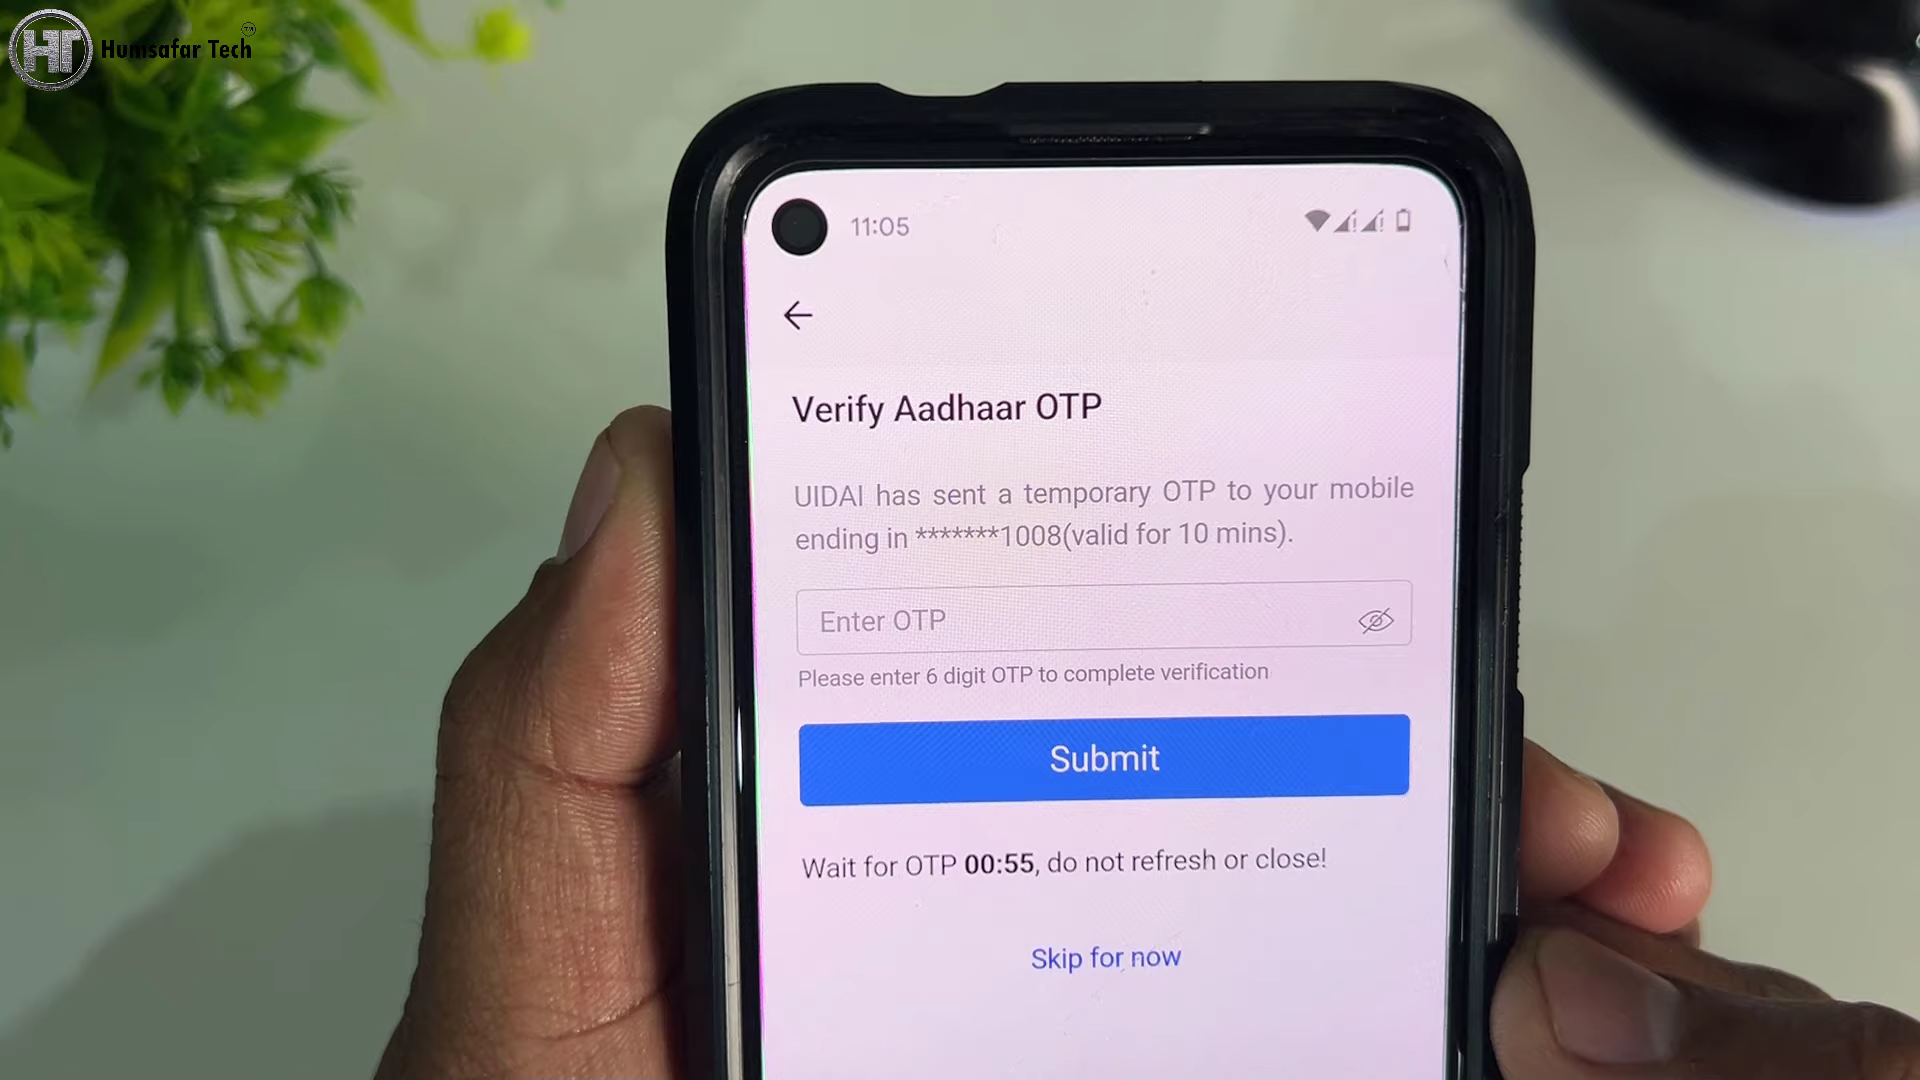 HT Humsafar Tech™
11:05
Verify Aadhaar OTP
UIDAI has sent a temporary OTP to your mobile
ending in *******1008(valid for 10 mins).
Enter OTP
Please enter 6 digit OTP to complete verification
Submit
Wait for OTP 00:55, do not refresh or close!
Skip for now